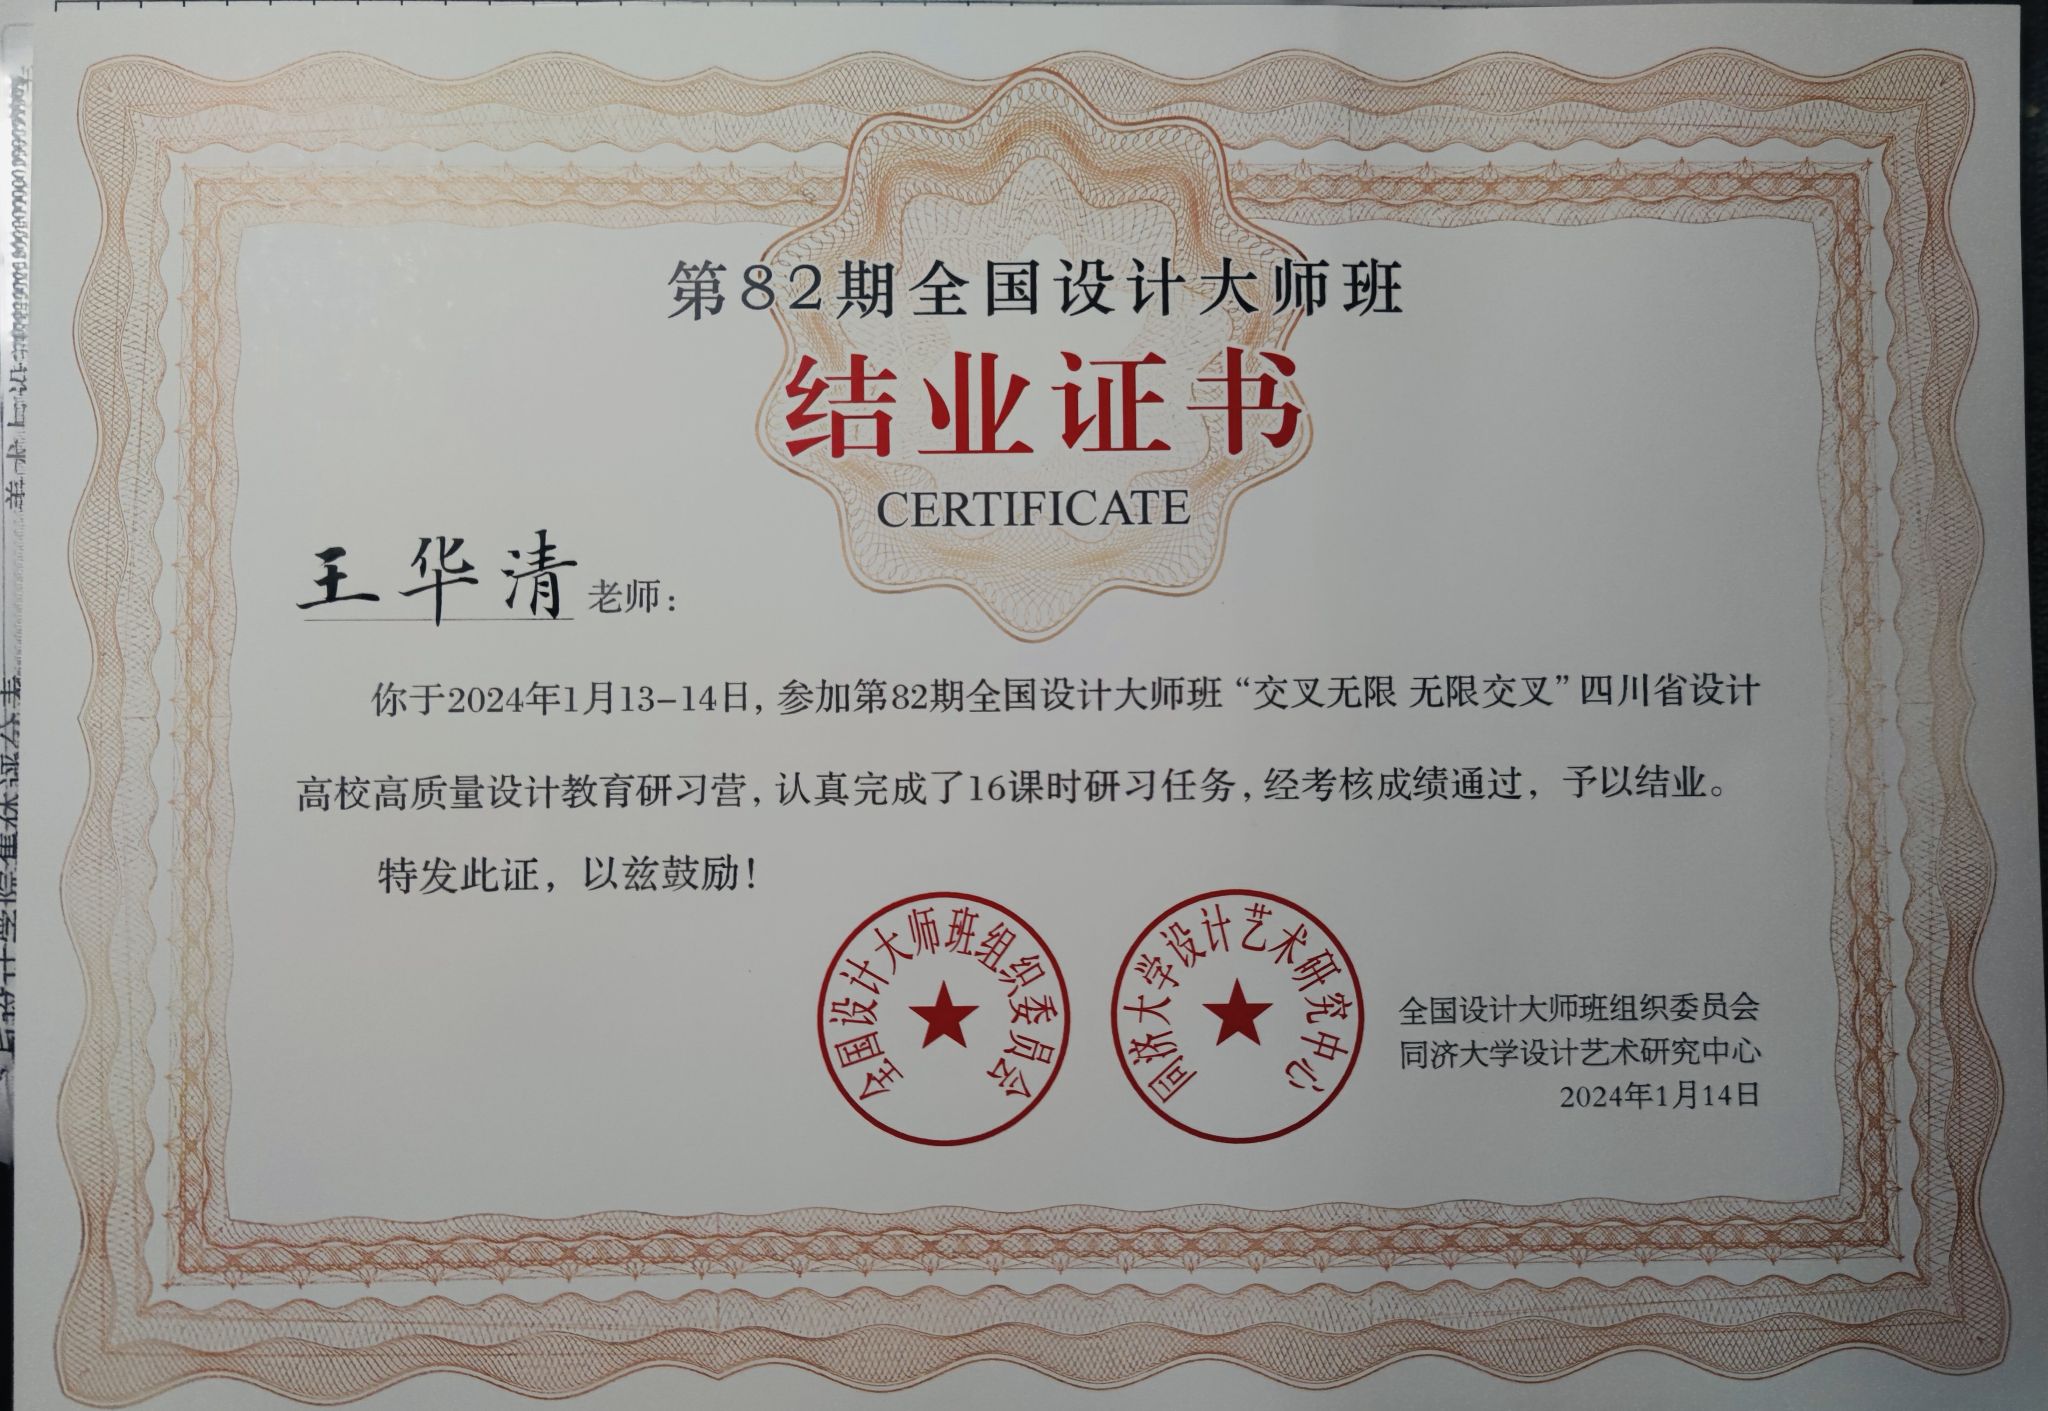 第82期全国设计大师班
结业证书
CERTIFICATE
王华清 老师：
你于2024年1月13-14日，参加第82期全国设计大师班“交叉无限 无限交叉”四川省设计
高校高质量设计教育研习营，认真完成了16课时研习任务，经考核成绩通过，予以结业。
特发此证，以兹鼓励！
全国设计大师班组织委员会
同济大学设计艺术研究中心
全国设计大师班组织委员会
同济大学设计艺术研究中心
2024年1月14日